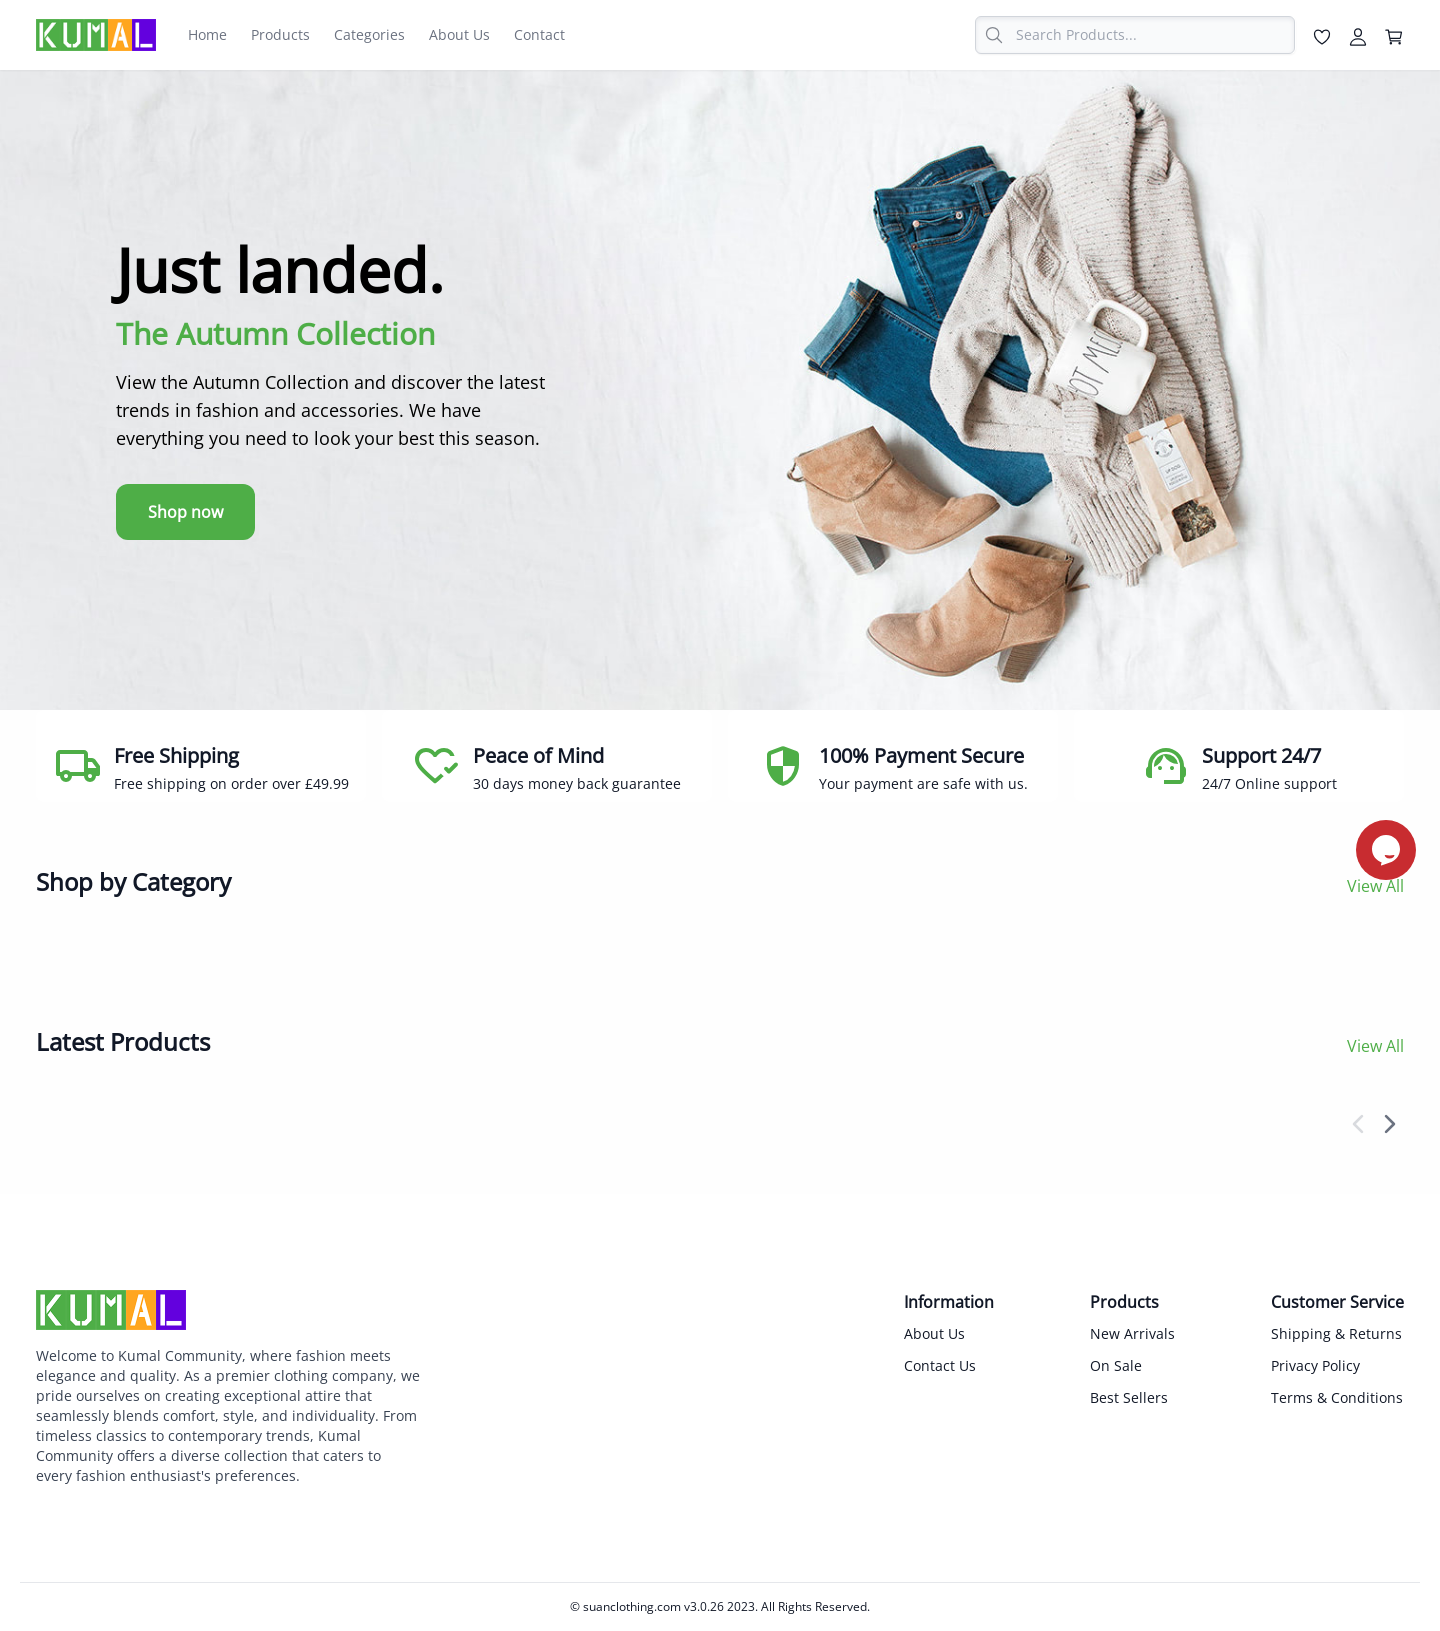 KUMAL
Home
Products
Categories
About Us
Contact
Search Products...
Just landed.
The Autumn Collection
View the Autumn Collection and discover the latest
trends in fashion and accessories. We have
everything you need to look your best this season.
Shop now
Free Shipping
Free shipping on order over £49.99
Peace of Mind
30 days money back guarantee
100% Payment Secure
Your payment are safe with us.
Support 24/7
24/7 Online support
Shop by Category
View All
Latest Products
View All
KUMAL
Welcome to Kumal Community, where fashion meets
elegance and quality. As a premier clothing company, we
pride ourselves on creating exceptional attire that
seamlessly blends comfort, style, and individuality. From
timeless classics to contemporary trends, Kumal
Community offers a diverse collection that caters to
every fashion enthusiast's preferences.
Information
About Us
Contact Us
Products
New Arrivals
On Sale
Best Sellers
Customer Service
Shipping & Returns
Privacy Policy
Terms & Conditions
© suanclothing.com v3.0.26 2023. All Rights Reserved.